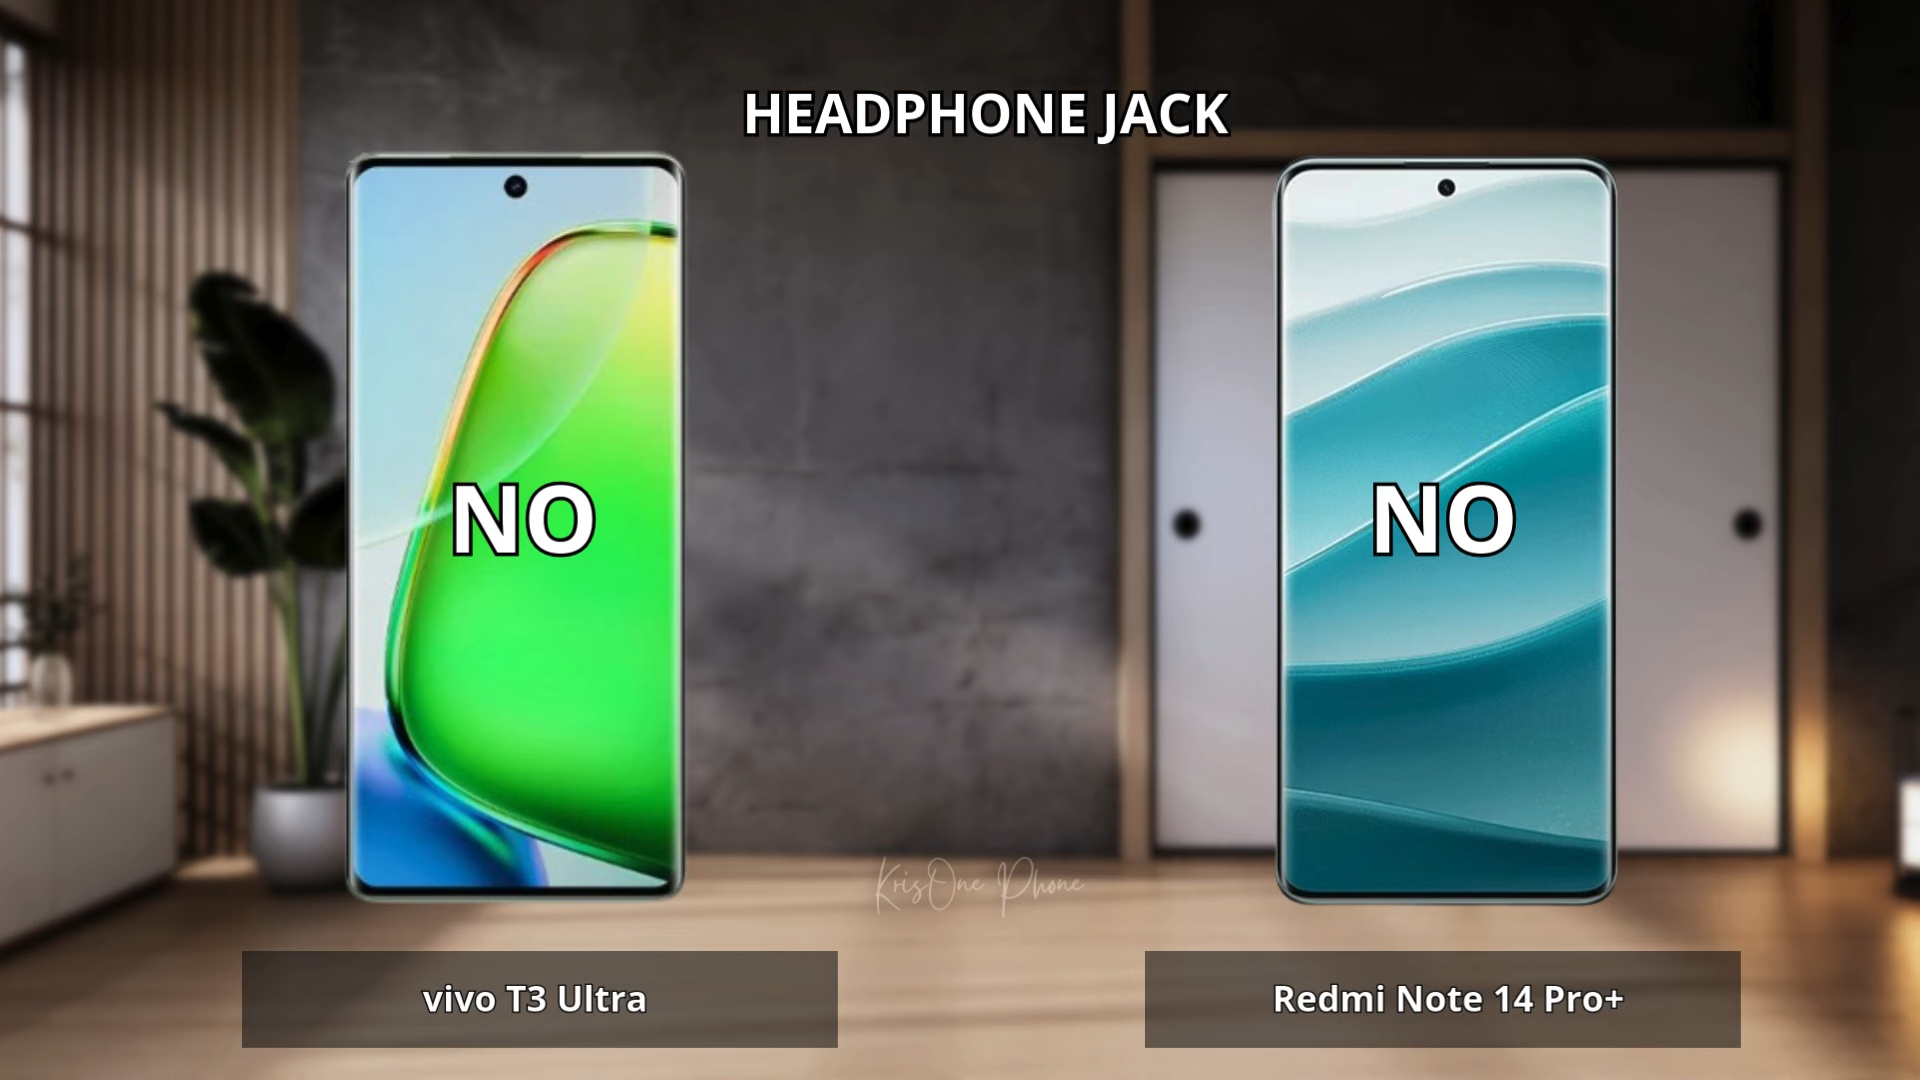 HEADPHONE JACK
NO
NO
KrisOne Phone
vivo T3 Ultra
Redmi Note 14 Pro+